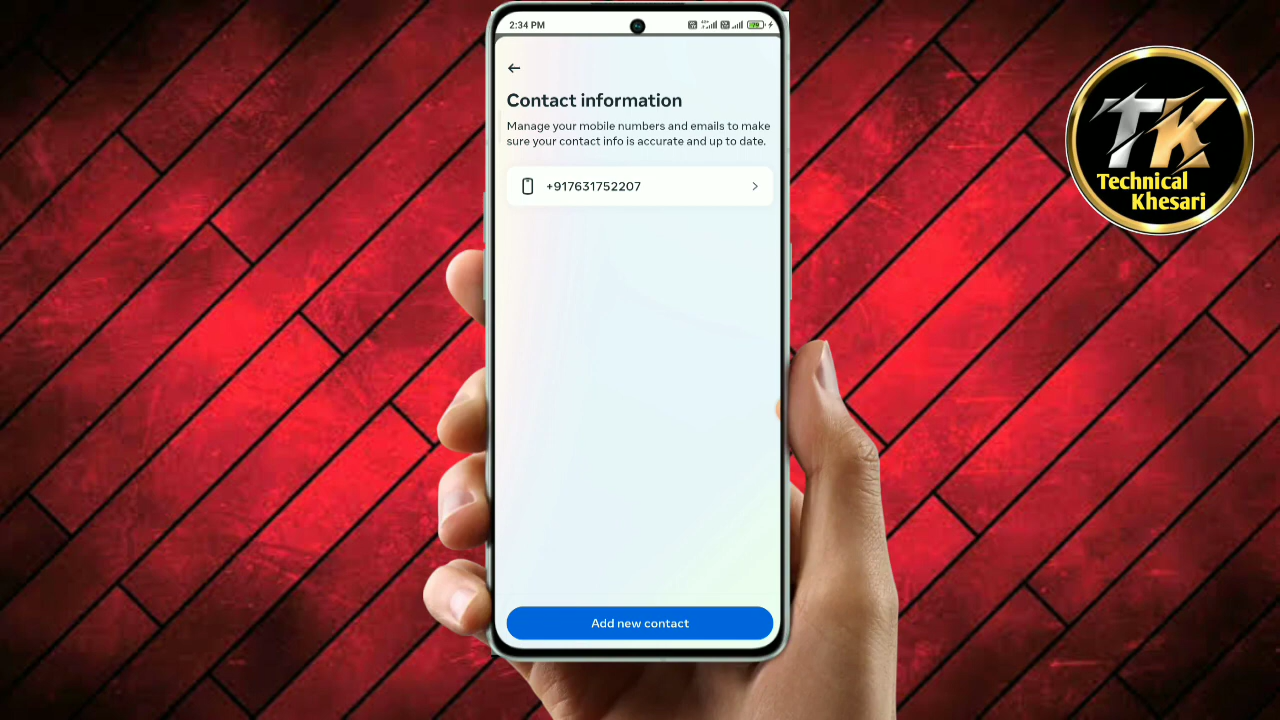 2:34 PM
79
Contact information
Manage your mobile numbers and emails to make
sure your contact info is accurate and up to date.
+917631752207
Add new contact
TK
Technical
Khesari